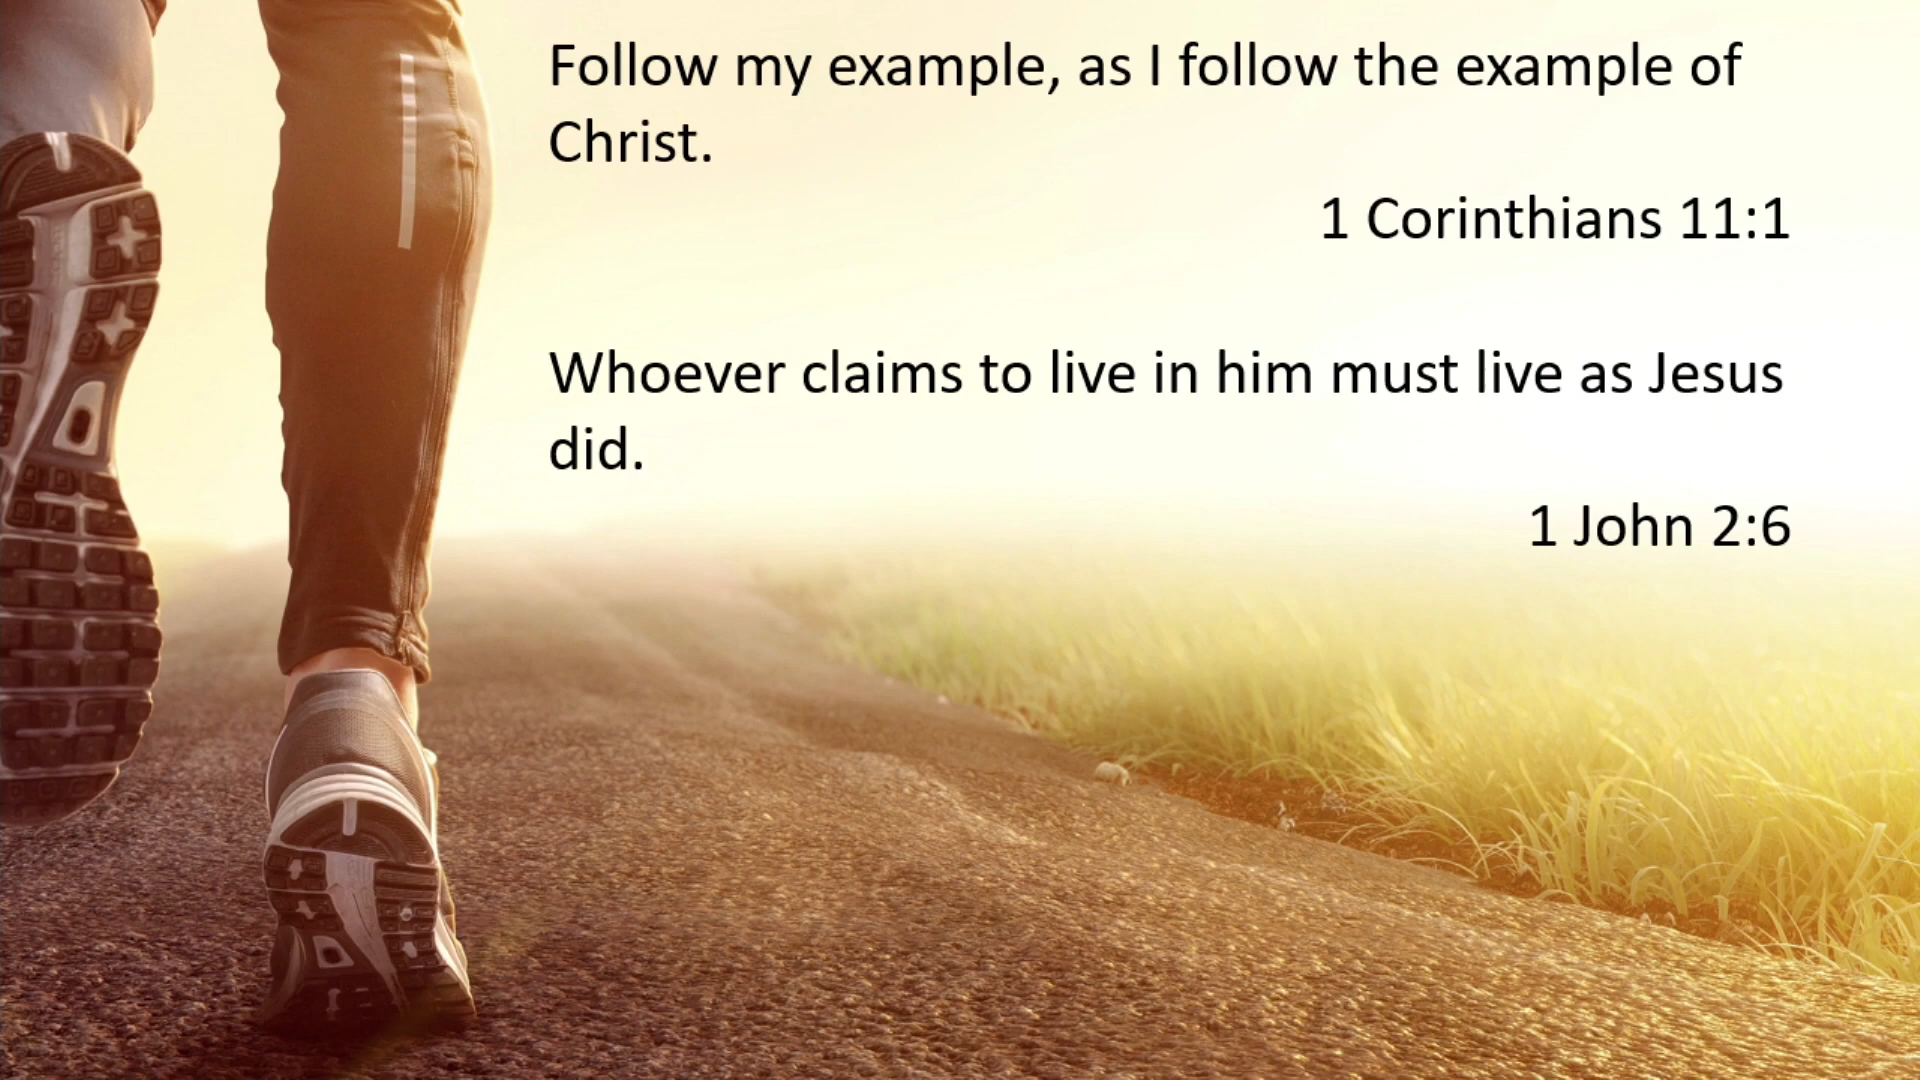 Follow my example, as I follow the example of
Christ.
1 Corinthians 11:1
Whoever claims to live in him must live as Jesus
did.
1 John 2:6